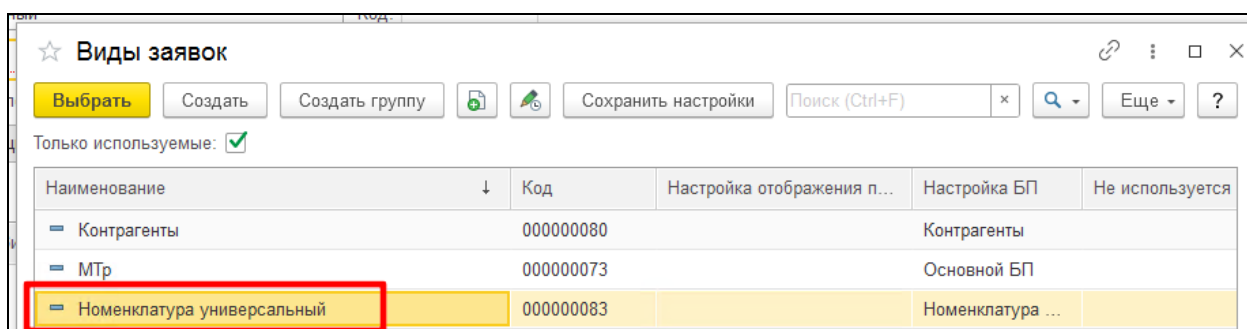 Код:
Виды заявок
Выбрать Создать Создать группу Сохранить настройки Поиск (Ctrl+F) × Еще ?
Только используемые:
Наименование ↓ Код Настройка отображения п... Настройка БП Не используется
Контрагенты 000000080 Контрагенты
МТр 000000073 Основной БП
Номенклатура универсальный 000000083 Номенклатура ...